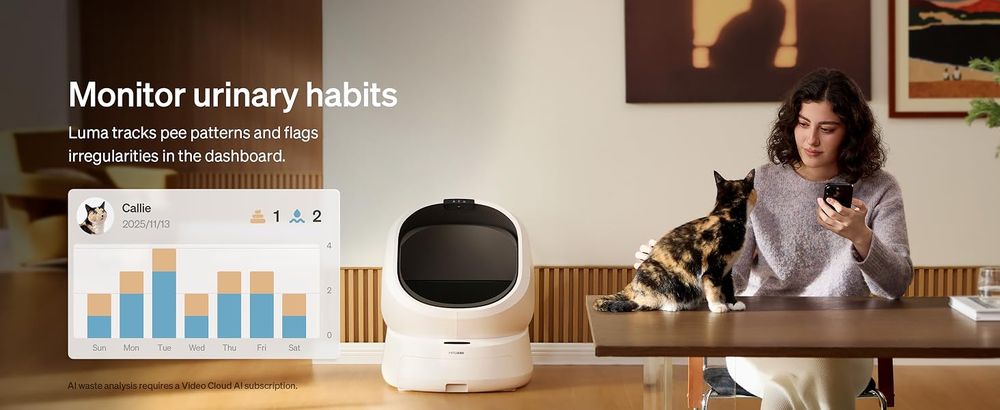 Monitor urinary habits
Luma tracks pee patterns and flags
irregularities in the dashboard.
Callie
2025/11/13
1 2
4
2
0
Sun Mon Tue Wed Thu Fri Sat
AI waste analysis requires a Video Cloud AI subscription.